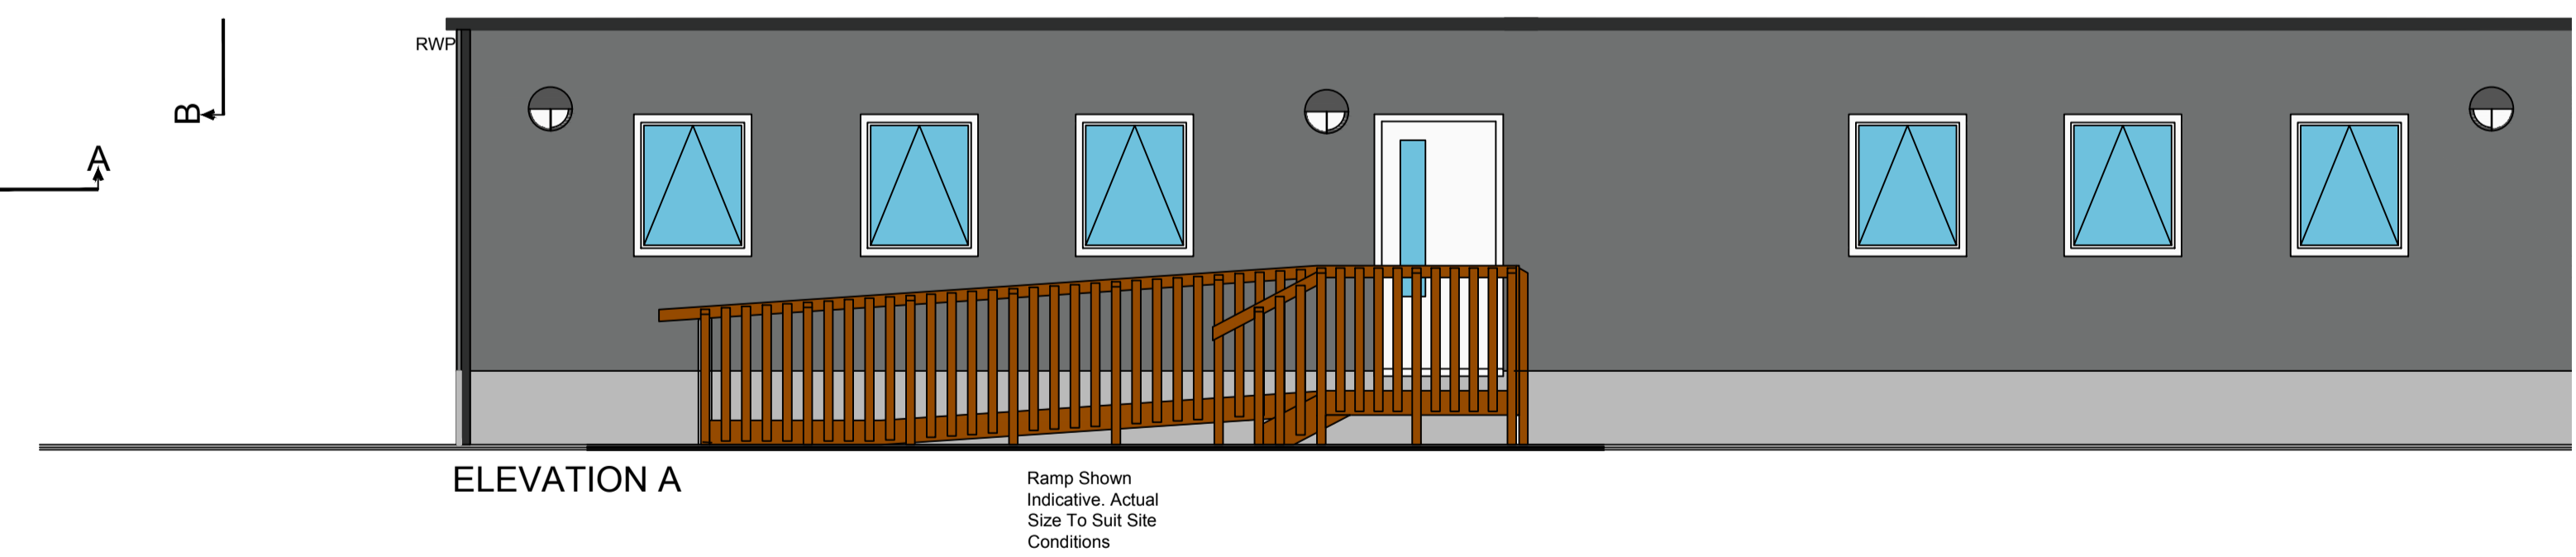 RWP
B
A
ELEVATION A
Ramp Shown
Indicative. Actual
Size To Suit Site
Conditions